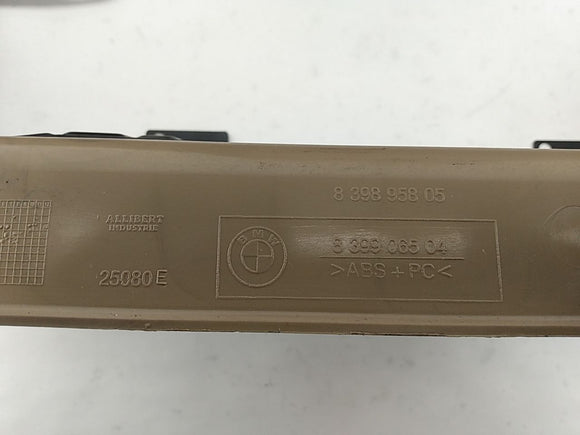 8 398 958 05
ALLIBERT
INDUSTRIE
BMW
8 399 065 04
25080 E
>ABS + PC<